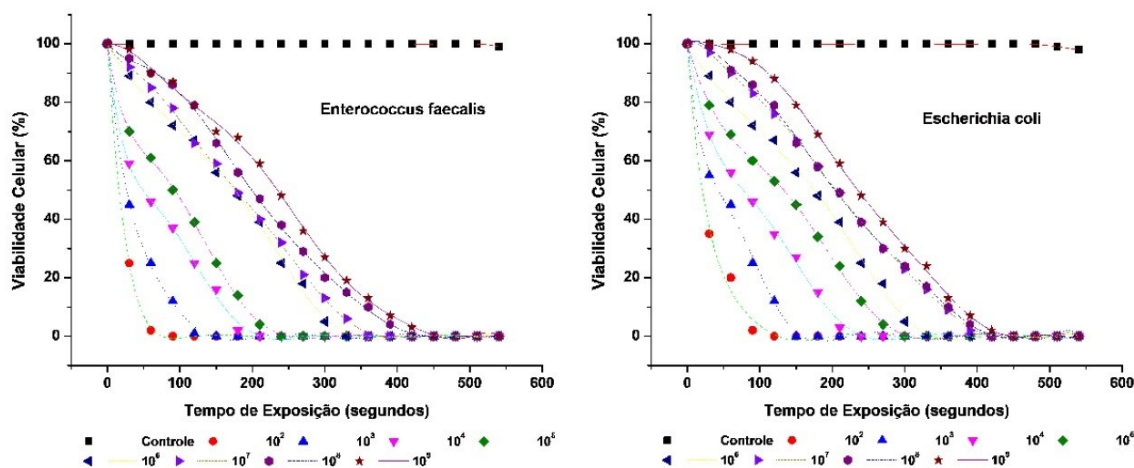 Viabilidade Celular (%)
100
80
60
40
20
0
Enterococcus faecalis
0 100 200 300 400 500 600
Tempo de Exposição (segundos)
Controle 10² 10³ 10⁴ 10⁵
10⁶ 10⁷ 10⁸ 10⁹
Viabilidade Celular (%)
100
80
60
40
20
0
Escherichia coli
0 100 200 300 400 500 600
Tempo de Exposição (segundos)
Controle 10² 10³ 10⁴ 10⁵
10⁶ 10⁷ 10⁸ 10⁹